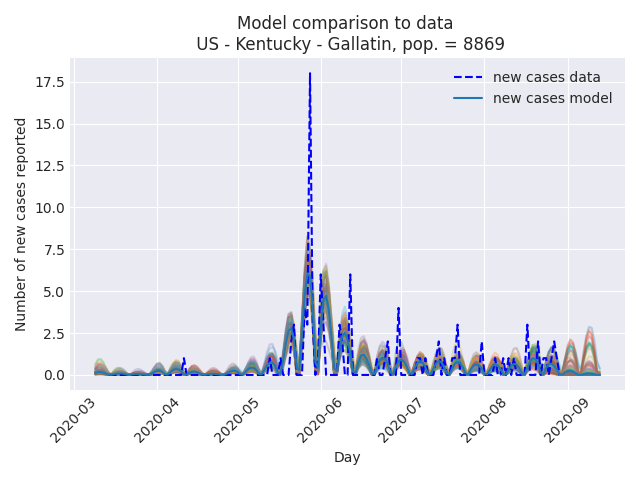 Model comparison to data
US - Kentucky - Gallatin, pop. = 8869
new cases data
new cases model
Number of new cases reported
17.5
15.0
12.5
10.0
7.5
5.0
2.5
0.0
2020-03
2020-04
2020-05
2020-06
2020-07
2020-08
2020-09
Day